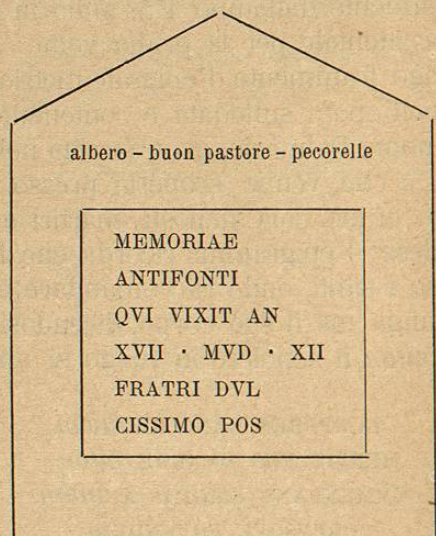 albero – buon pastore – pecorelle
MEMORIAE
ANTIFONTI
QVI VIXIT AN
XVII · MVD · XII
FRATRI DVL
CISSIMO POS